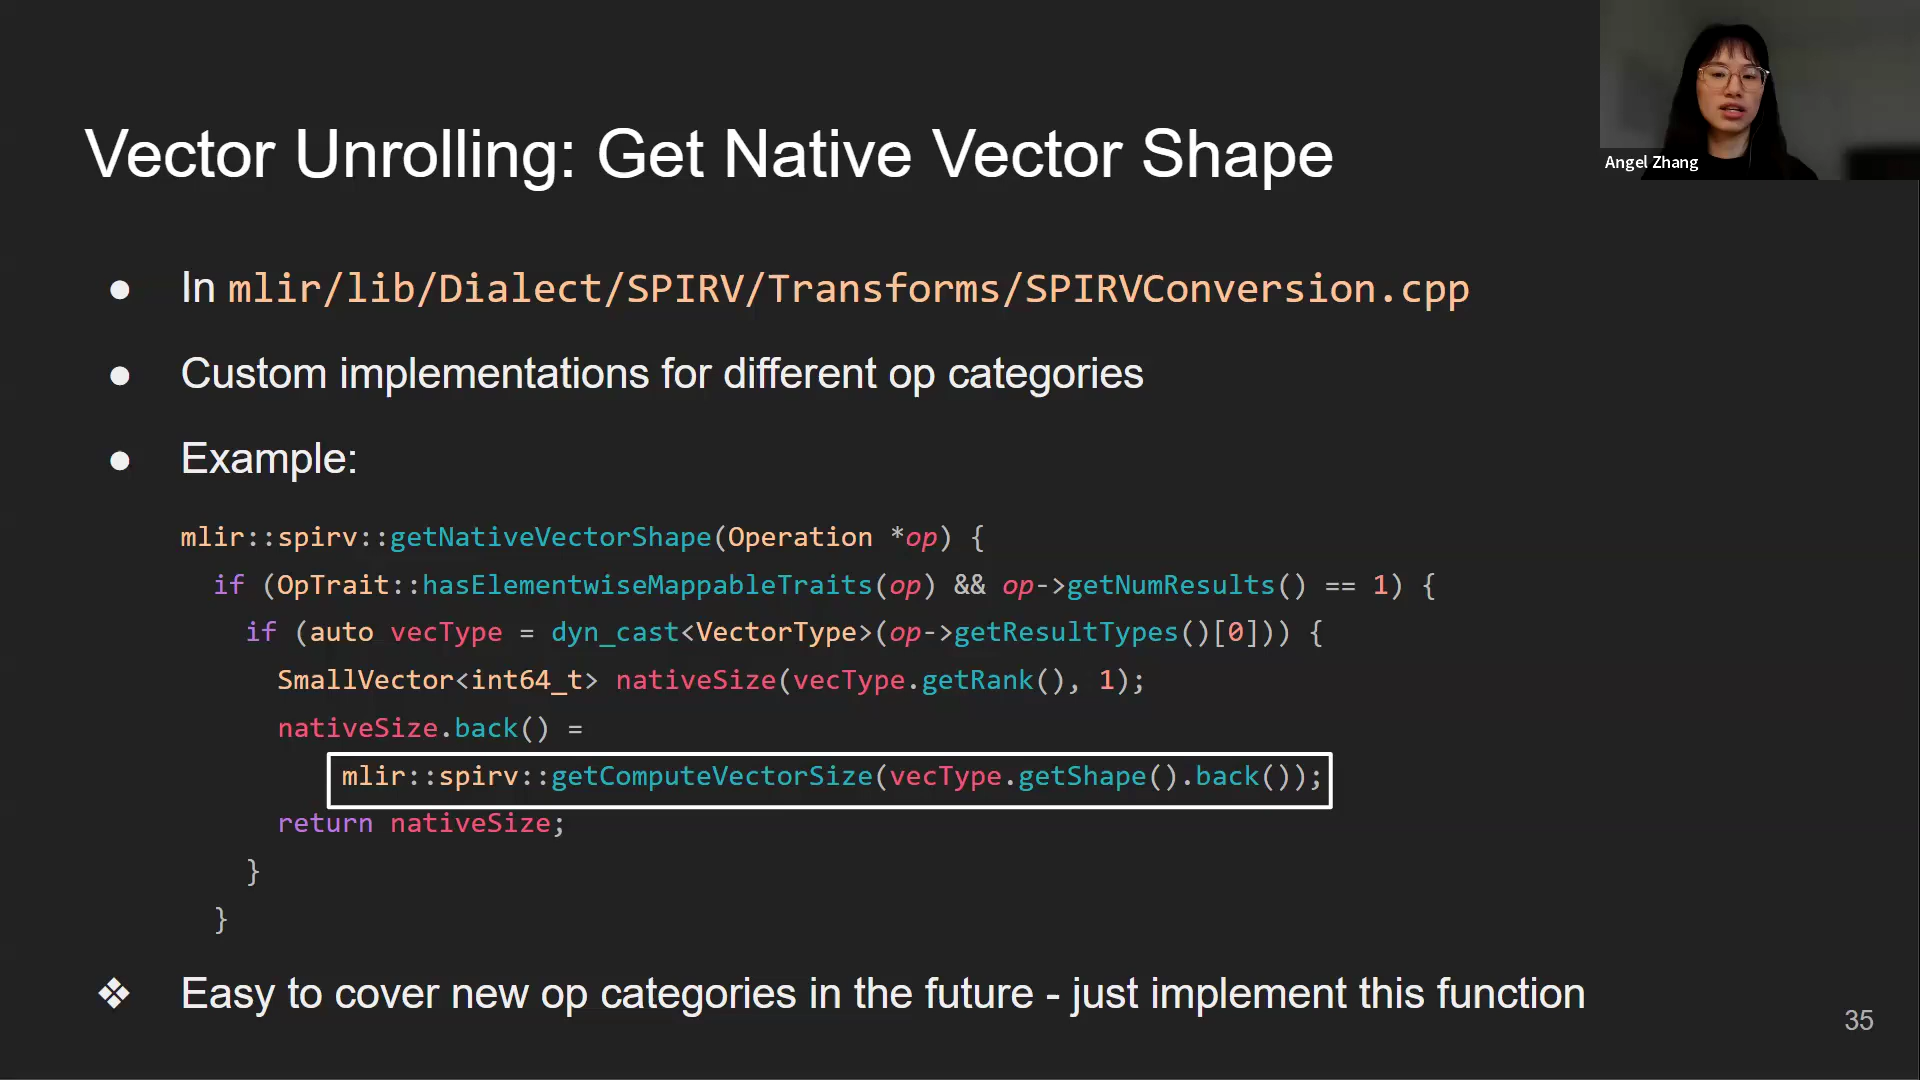 Vector Unrolling: Get Native Vector Shape
Angel Zhang
● In mlir/lib/Dialect/SPIRV/Transforms/SPIRVConversion.cpp
● Custom implementations for different op categories
● Example:
mlir::spirv::getNativeVectorShape(Operation *op) {
if (OpTrait::hasElementwiseMappableTraits(op) && op->getNumResults() == 1) {
if (auto vecType = dyn_cast<VectorType>(op->getResultTypes()[0])) {
SmallVector<int64_t> nativeSize(vecType.getRank(), 1);
nativeSize.back() =
mlir::spirv::getComputeVectorSize(vecType.getShape().back());
return nativeSize;
}
}
❖ Easy to cover new op categories in the future - just implement this function
35